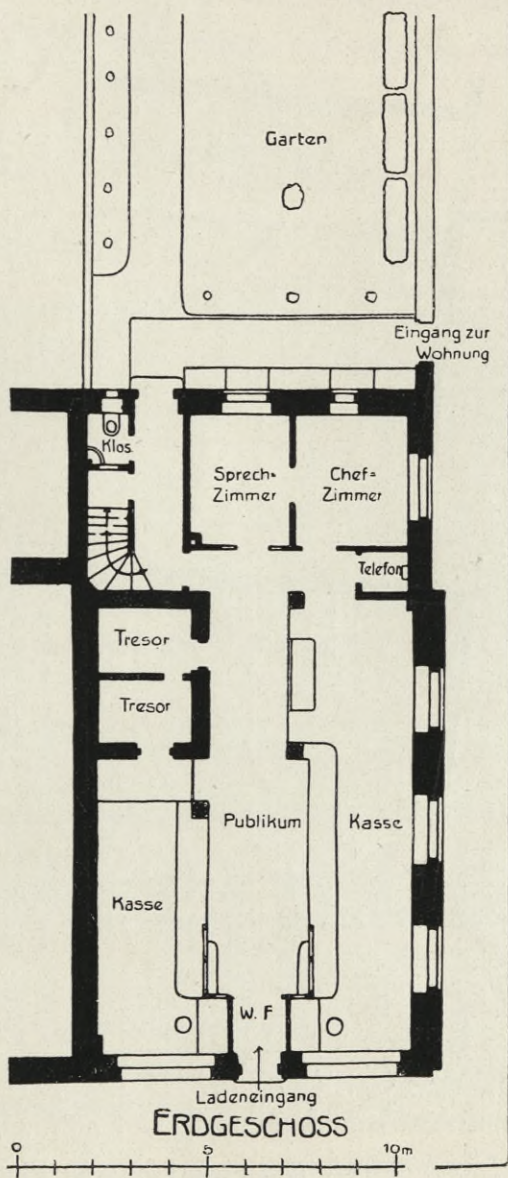 Garten
Eingang zur
Wohnung
Klos.
Sprech=
Zimmer
Chef=
Zimmer
Telefon
Tresor
Tresor
Publikum
Kasse
Kasse
W. F
Ladeneingang
ERDGESCHOSS
0 5 10m